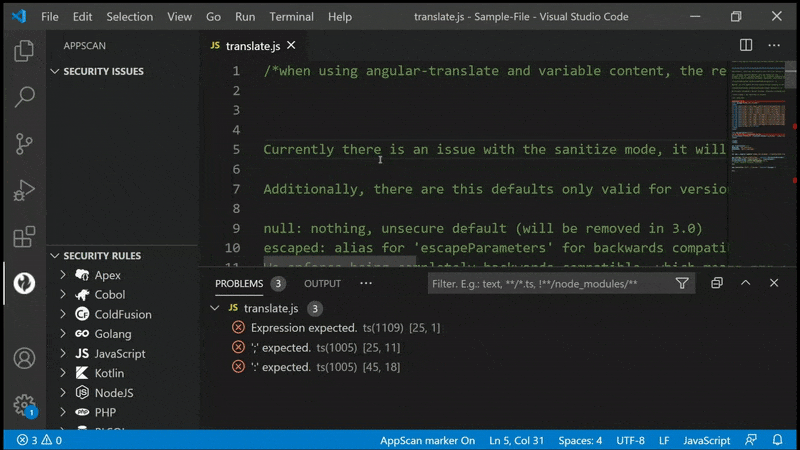 File Edit Selection View Go Run Terminal Help translate.js - Sample-File - Visual Studio Code
APPSCAN
JS translate.js
SECURITY ISSUES
1 /*when using angular-translate and variable content, the re
2
3
4
5 Currently there is an issue with the sanitize mode, it will
6
7 Additionally, there are this defaults only valid for versio
8
9 null: nothing, unsecure default (will be removed in 3.0)
10 escaped: alias for 'escapeParameters' for backwards compati
11
SECURITY RULES
Apex
Cobol
Cf ColdFusion
GO Golang
JS JavaScript
Kotlin
NodeJS
php PHP
PROBLEMS 3 OUTPUT ···
Filter. E.g.: text, **/*.ts, !**/node_modules/**
JS translate.js 3
Expression expected. ts(1109) [25, 1]
';' expected. ts(1005) [25, 11]
':' expected. ts(1005) [45, 18]
1
3 0 AppScan marker On Ln 5, Col 31 Spaces: 4 UTF-8 LF JavaScript